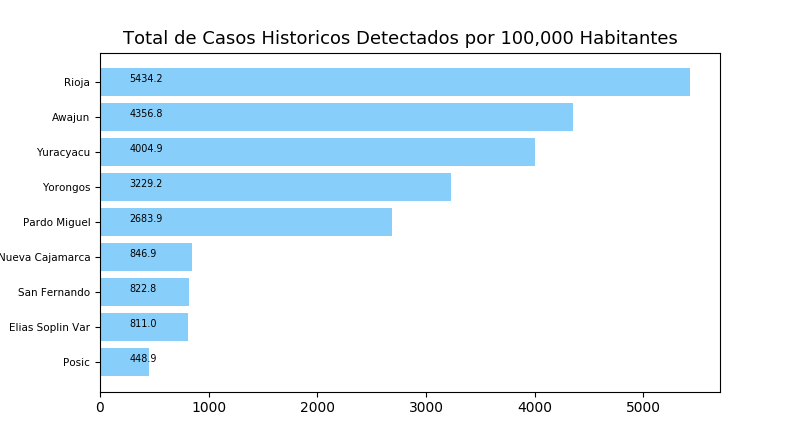 Total de Casos Historicos Detectados por 100,000 Habitantes
Rioja 5434.2
Awajun 4356.8
Yuracyacu 4004.9
Yorongos 3229.2
Pardo Miguel 2683.9
Nueva Cajamarca 846.9
San Fernando 822.8
Elias Soplin Var 811.0
Posic 448.9
0 1000 2000 3000 4000 5000